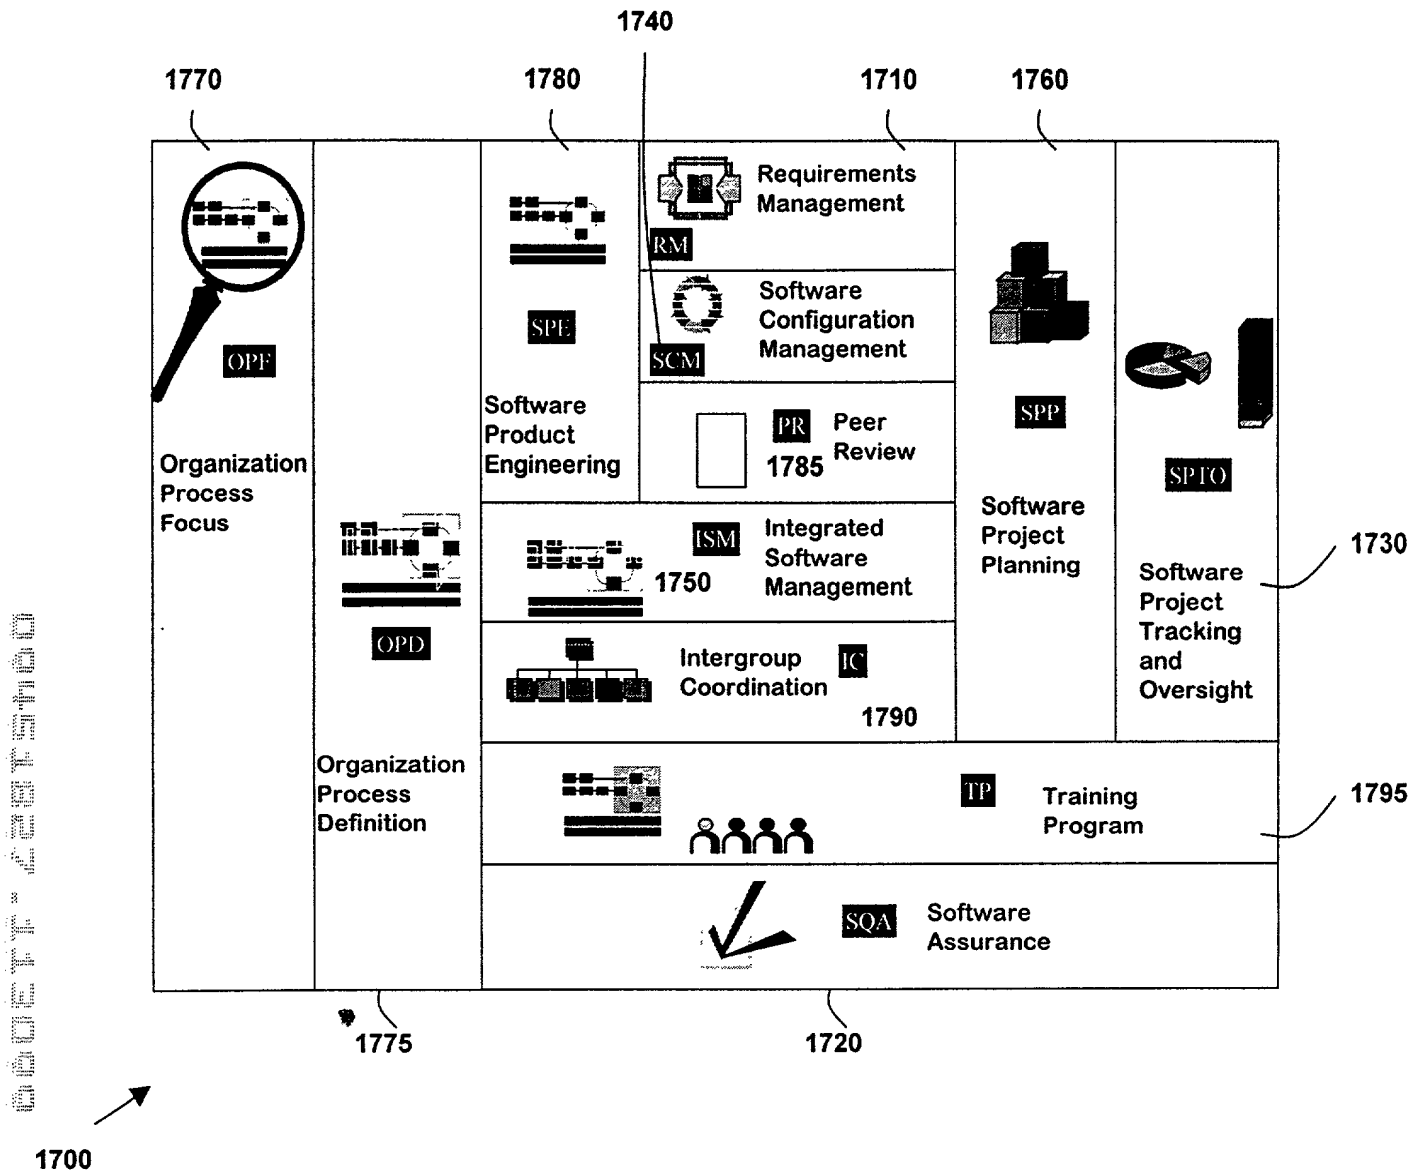 1740
1770
1780
1710
1760
Requirements
Management
RM
Software
Configuration
Management
SCM
SPE
OPF
Software
Product
Engineering
PR
1785
Peer
Review
SPP
SPTO
Organization
Process
Focus
ISM
1750
Integrated
Software
Management
Software
Project
Planning
1730
Software
Project
Tracking
and
Oversight
OPD
Intergroup
Coordination
IC
1790
Organization
Process
Definition
TP
Training
Program
1795
SQA
Software
Assurance
1775
1720
1700